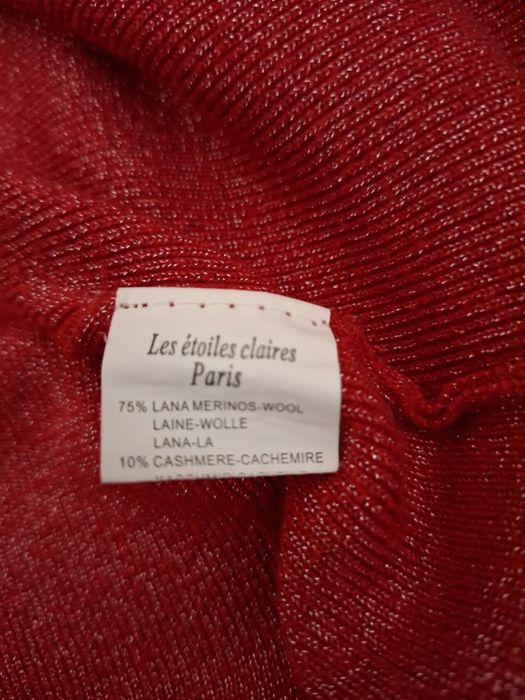 Les étoiles claires
Paris
75% LANA MERINOS-WOOL
LAINE-WOLLE
LANA-LA
10% CASHMERE-CACHEMIRE